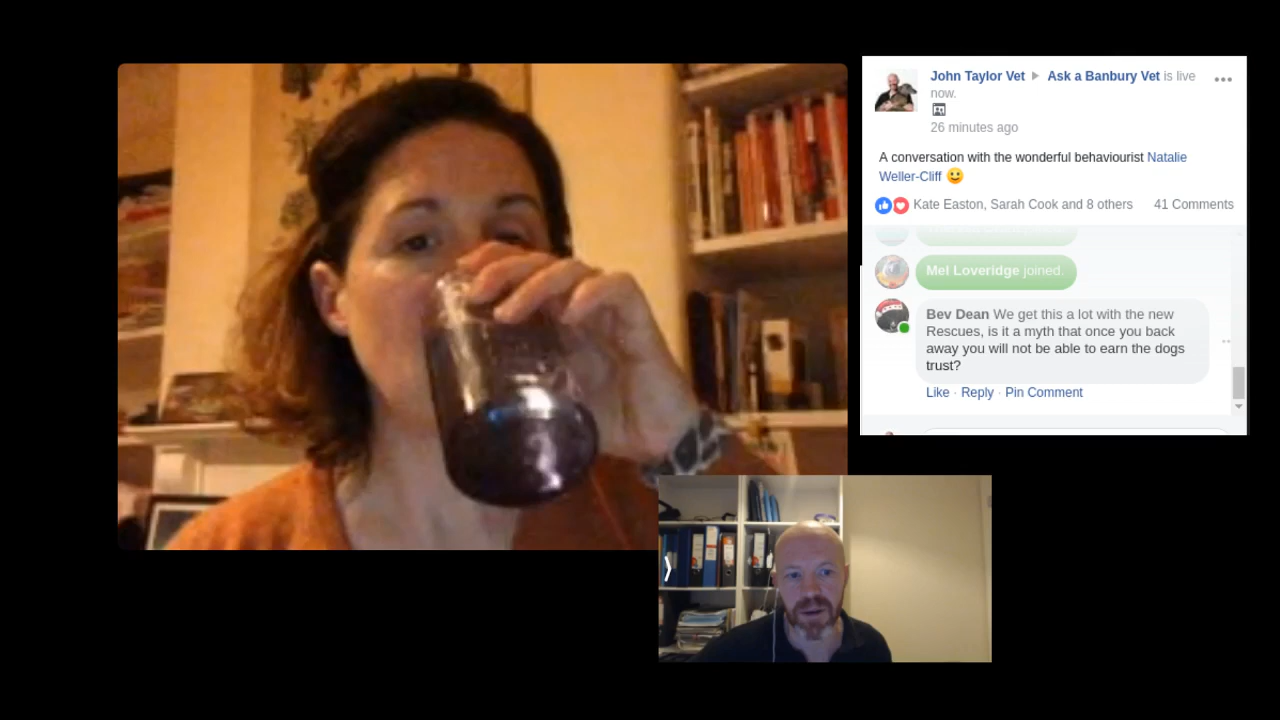 John Taylor Vet ▶ Ask a Banbury Vet is live
now.
26 minutes ago
A conversation with the wonderful behaviourist Natalie
Weller-Cliff 🙂
Kate Easton, Sarah Cook and 8 others 41 Comments
Mel Loveridge joined.
Bev Dean We get this a lot with the new
Rescues, is it a myth that once you back
away you will not be able to earn the dogs
trust?
Like · Reply · Pin Comment